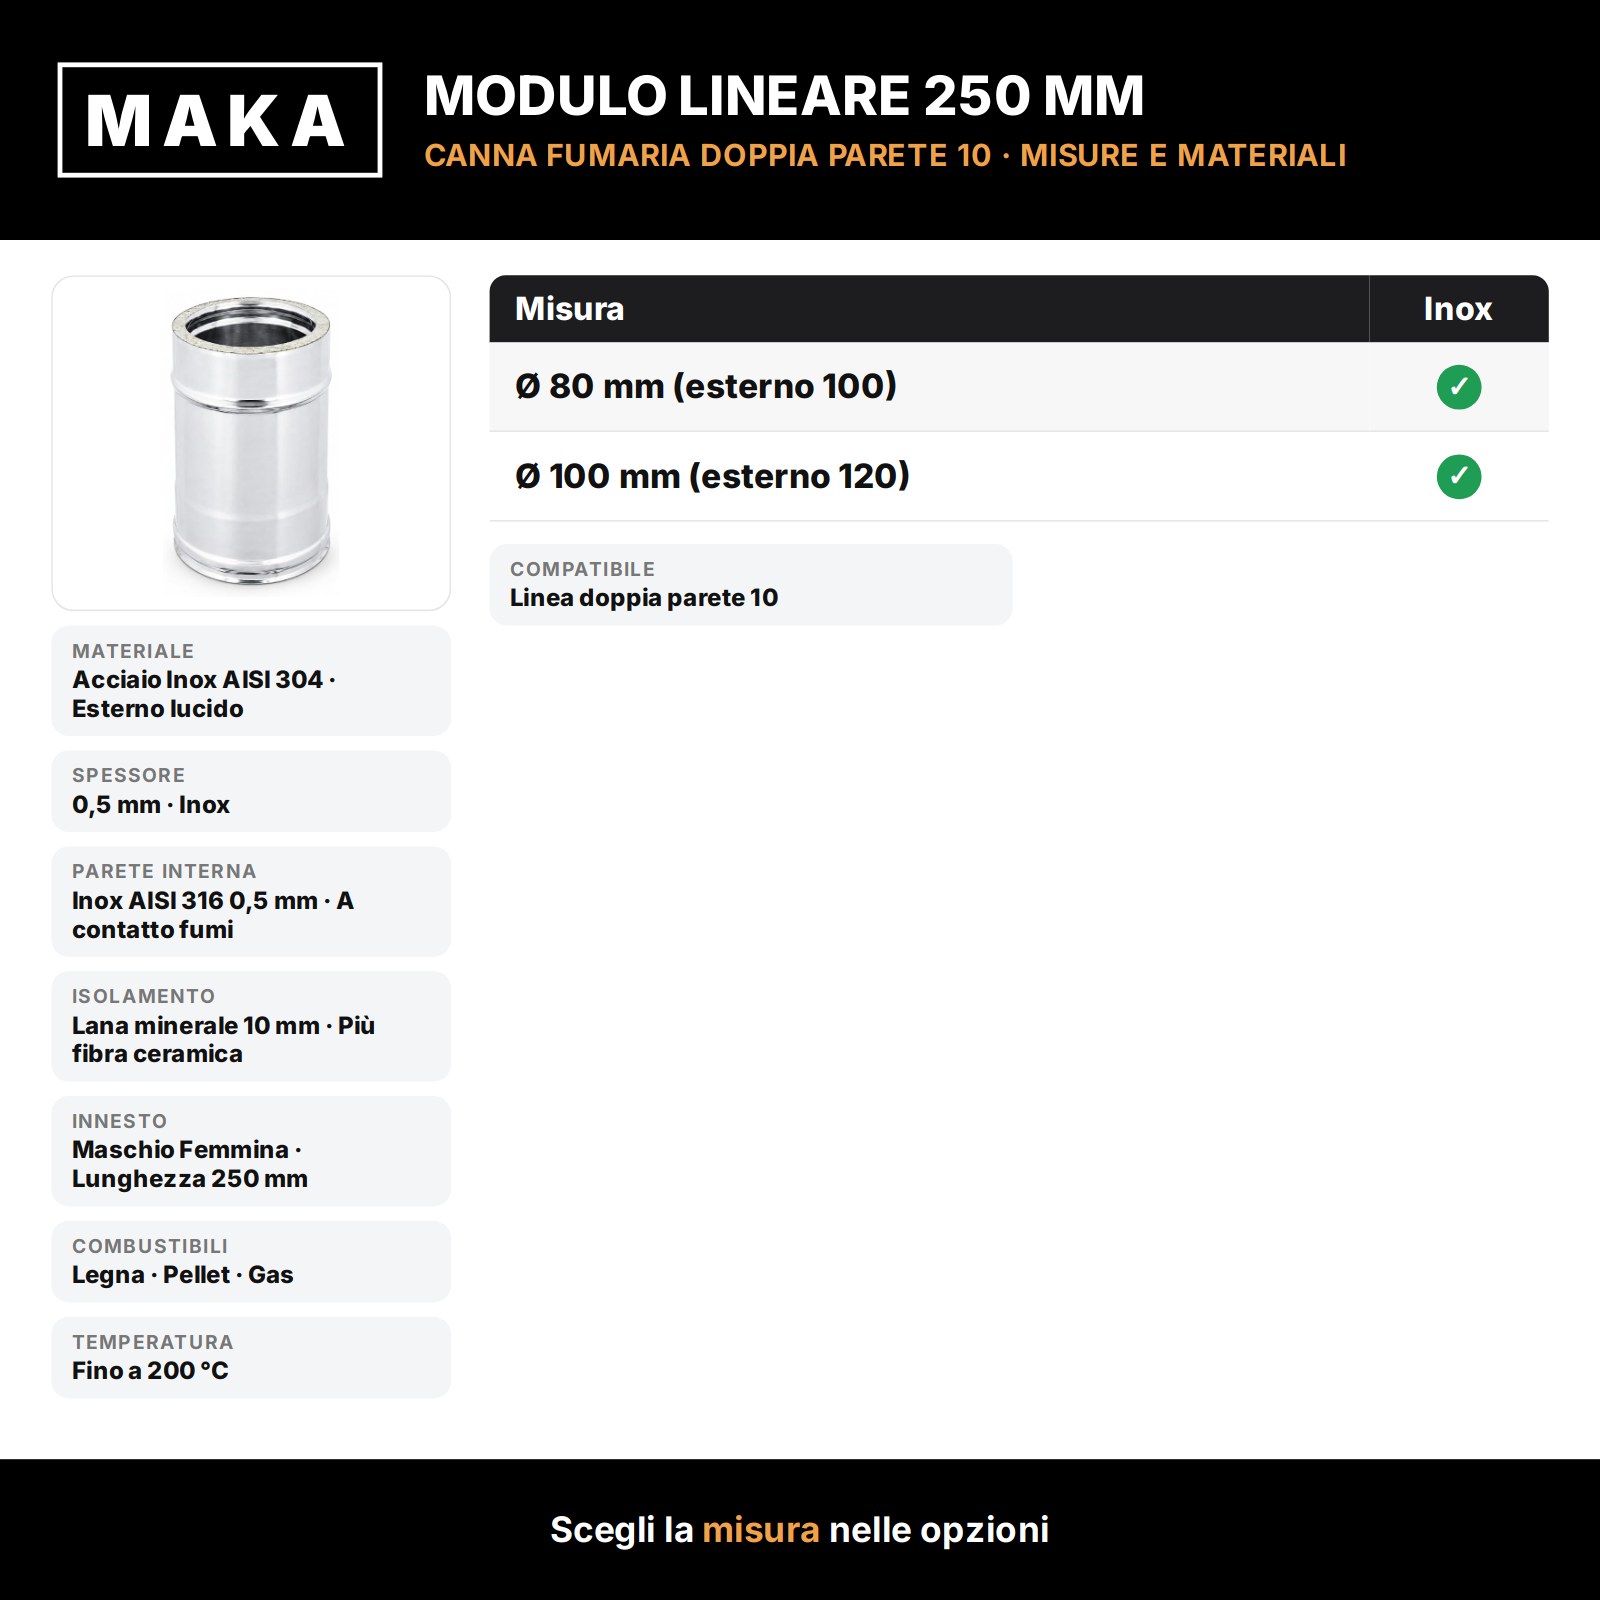 MAKA
MODULO LINEARE 250 MM
CANNA FUMARIA DOPPIA PARETE 10 · MISURE E MATERIALI
Misura Inox
Ø 80 mm (esterno 100) ✓
Ø 100 mm (esterno 120) ✓
COMPATIBILE
Linea doppia parete 10
MATERIALE
Acciaio Inox AISI 304 ·
Esterno lucido
SPESSORE
0,5 mm · Inox
PARETE INTERNA
Inox AISI 316 0,5 mm · A
contatto fumi
ISOLAMENTO
Lana minerale 10 mm · Più
fibra ceramica
INNESTO
Maschio Femmina ·
Lunghezza 250 mm
COMBUSTIBILI
Legna · Pellet · Gas
TEMPERATURA
Fino a 200 °C
Scegli la misura nelle opzioni